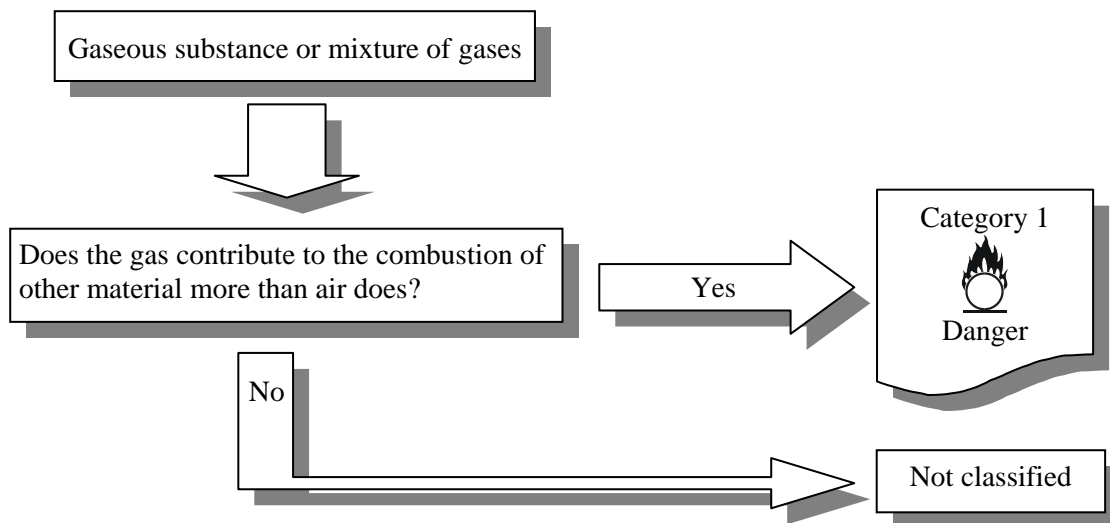 Gaseous substance or mixture of gases
Does the gas contribute to the combustion of
other material more than air does?
Yes
Category 1
Danger
No
Not classified